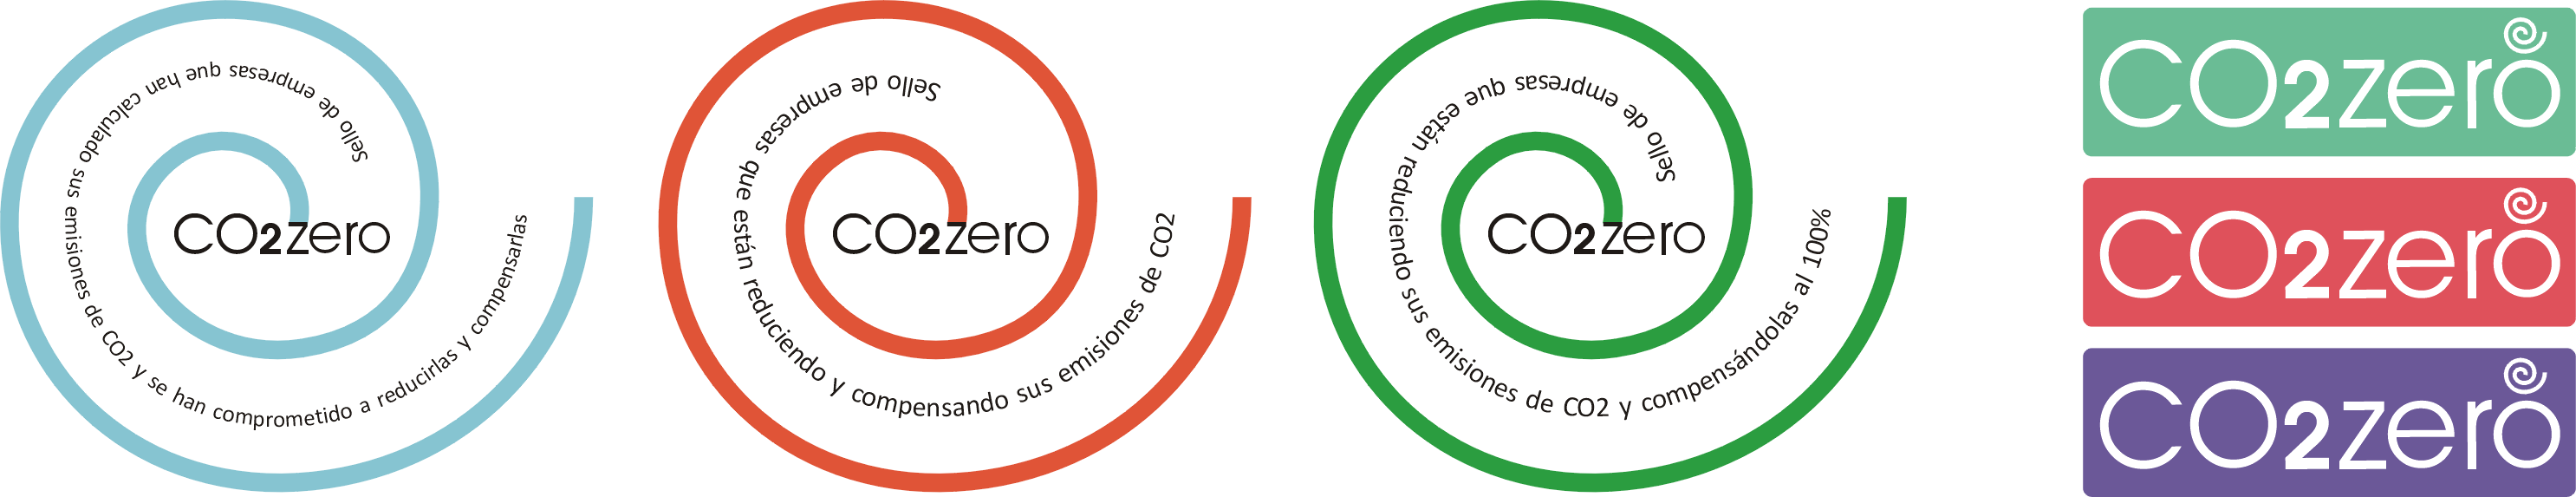 Sello de empresas que han calculado sus emisiones de CO2 y se han comprometido a reducirlas y compensarlas
CO2zero
Sello de empresas que están reduciendo y compensando sus emisiones de CO2
CO2zero
Sello de empresas que están reduciendo sus emisiones de CO2 y compensándolas al 100%
CO2zero
CO2zero
CO2zero
CO2zero